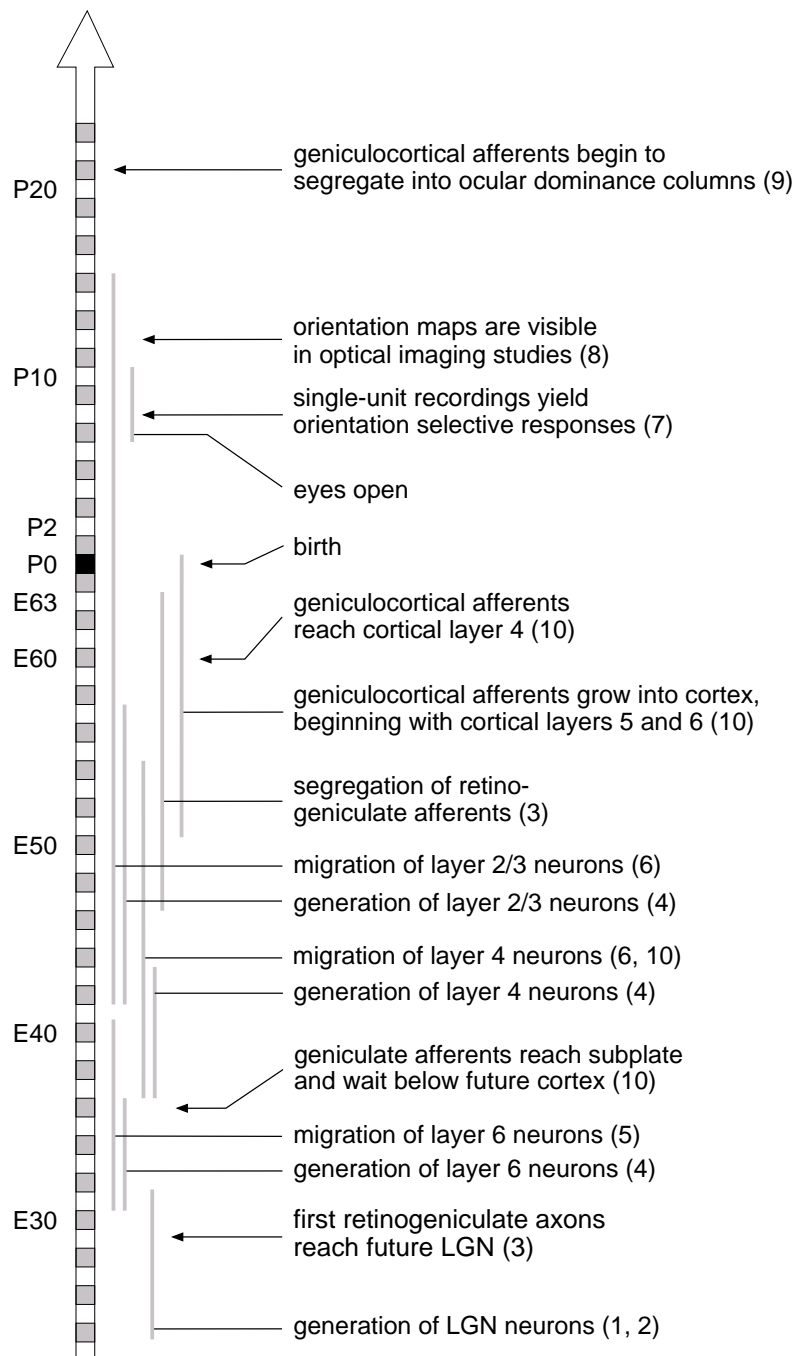 geniculocortical afferents begin to
segregate into ocular dominance columns (9)
P20
orientation maps are visible
in optical imaging studies (8)
P10
single-unit recordings yield
orientation selective responses (7)
eyes open
P2
birth
P0
E63
geniculocortical afferents
reach cortical layer 4 (10)
E60
geniculocortical afferents grow into cortex,
beginning with cortical layers 5 and 6 (10)
segregation of retino-
geniculate afferents (3)
E50
migration of layer 2/3 neurons (6)
generation of layer 2/3 neurons (4)
migration of layer 4 neurons (6, 10)
generation of layer 4 neurons (4)
E40
geniculate afferents reach subplate
and wait below future cortex (10)
migration of layer 6 neurons (5)
generation of layer 6 neurons (4)
E30
first retinogeniculate axons
reach future LGN (3)
generation of LGN neurons (1, 2)